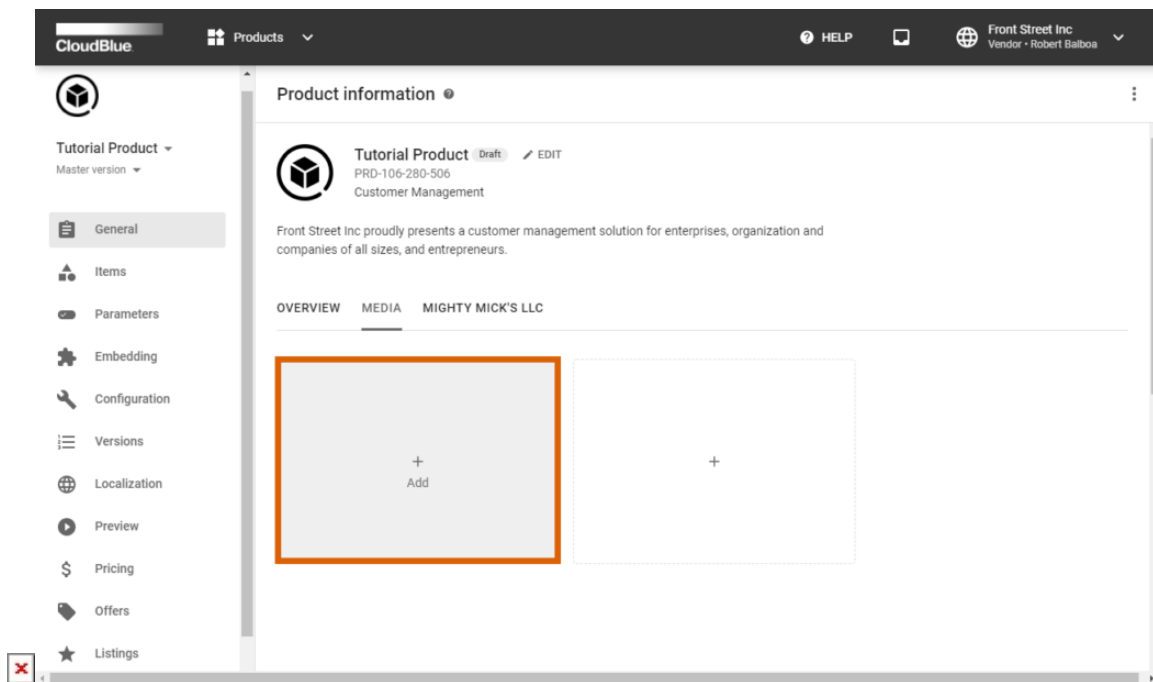 CloudBlue
Products
HELP
Front Street Inc
Vendor • Robert Balboa
Tutorial Product
Master version
General
Items
Parameters
Embedding
Configuration
Versions
Localization
Preview
Pricing
Offers
Listings
Product information
Tutorial Product Draft EDIT
PRD-106-280-506
Customer Management
Front Street Inc proudly presents a customer management solution for enterprises, organization and
companies of all sizes, and entrepreneurs.
OVERVIEW MEDIA MIGHTY MICK'S LLC
+ +
Add